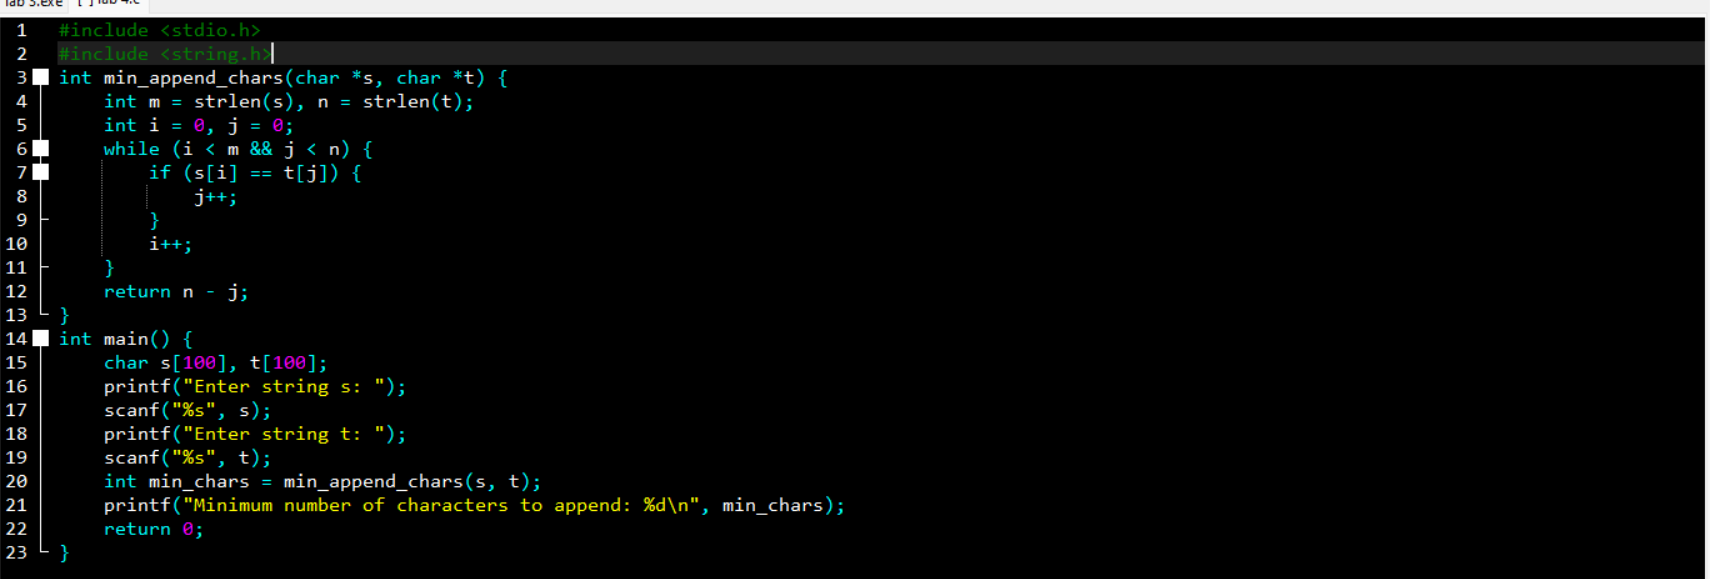 lab 3.exe [ ] lab 4.c
1 #include <stdio.h>
2 #include <string.h>
3 int min_append_chars(char *s, char *t) {
4     int m = strlen(s), n = strlen(t);
5     int i = 0, j = 0;
6     while (i < m && j < n) {
7         if (s[i] == t[j]) {
8             j++;
9         }
10         i++;
11     }
12     return n - j;
13 }
14 int main() {
15     char s[100], t[100];
16     printf("Enter string s: ");
17     scanf("%s", s);
18     printf("Enter string t: ");
19     scanf("%s", t);
20     int min_chars = min_append_chars(s, t);
21     printf("Minimum number of characters to append: %d\n", min_chars);
22     return 0;
23 }